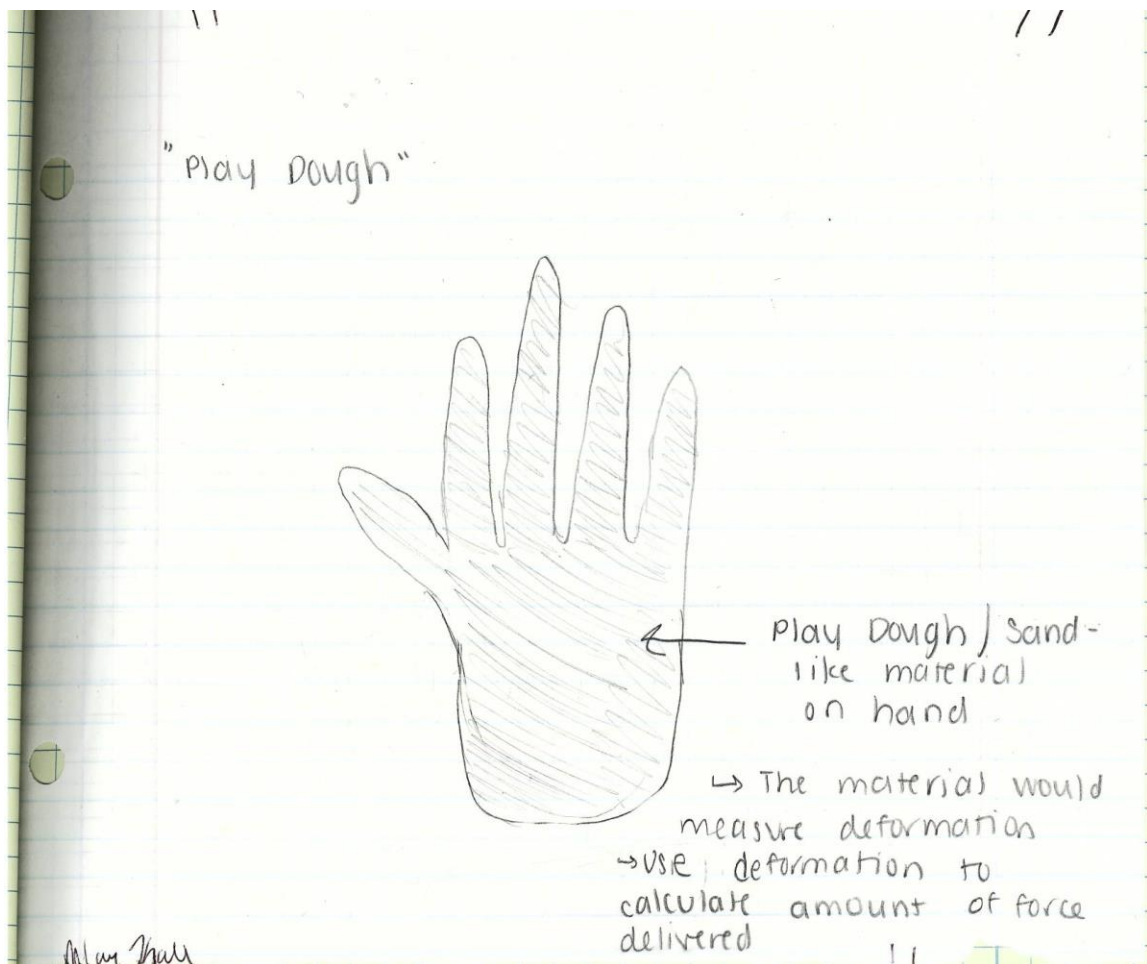 "Play Dough"
Play Dough / Sand-
like material
on hand
↳ The material would
measure deformation
→ use deformation to
calculate amount of force
delivered